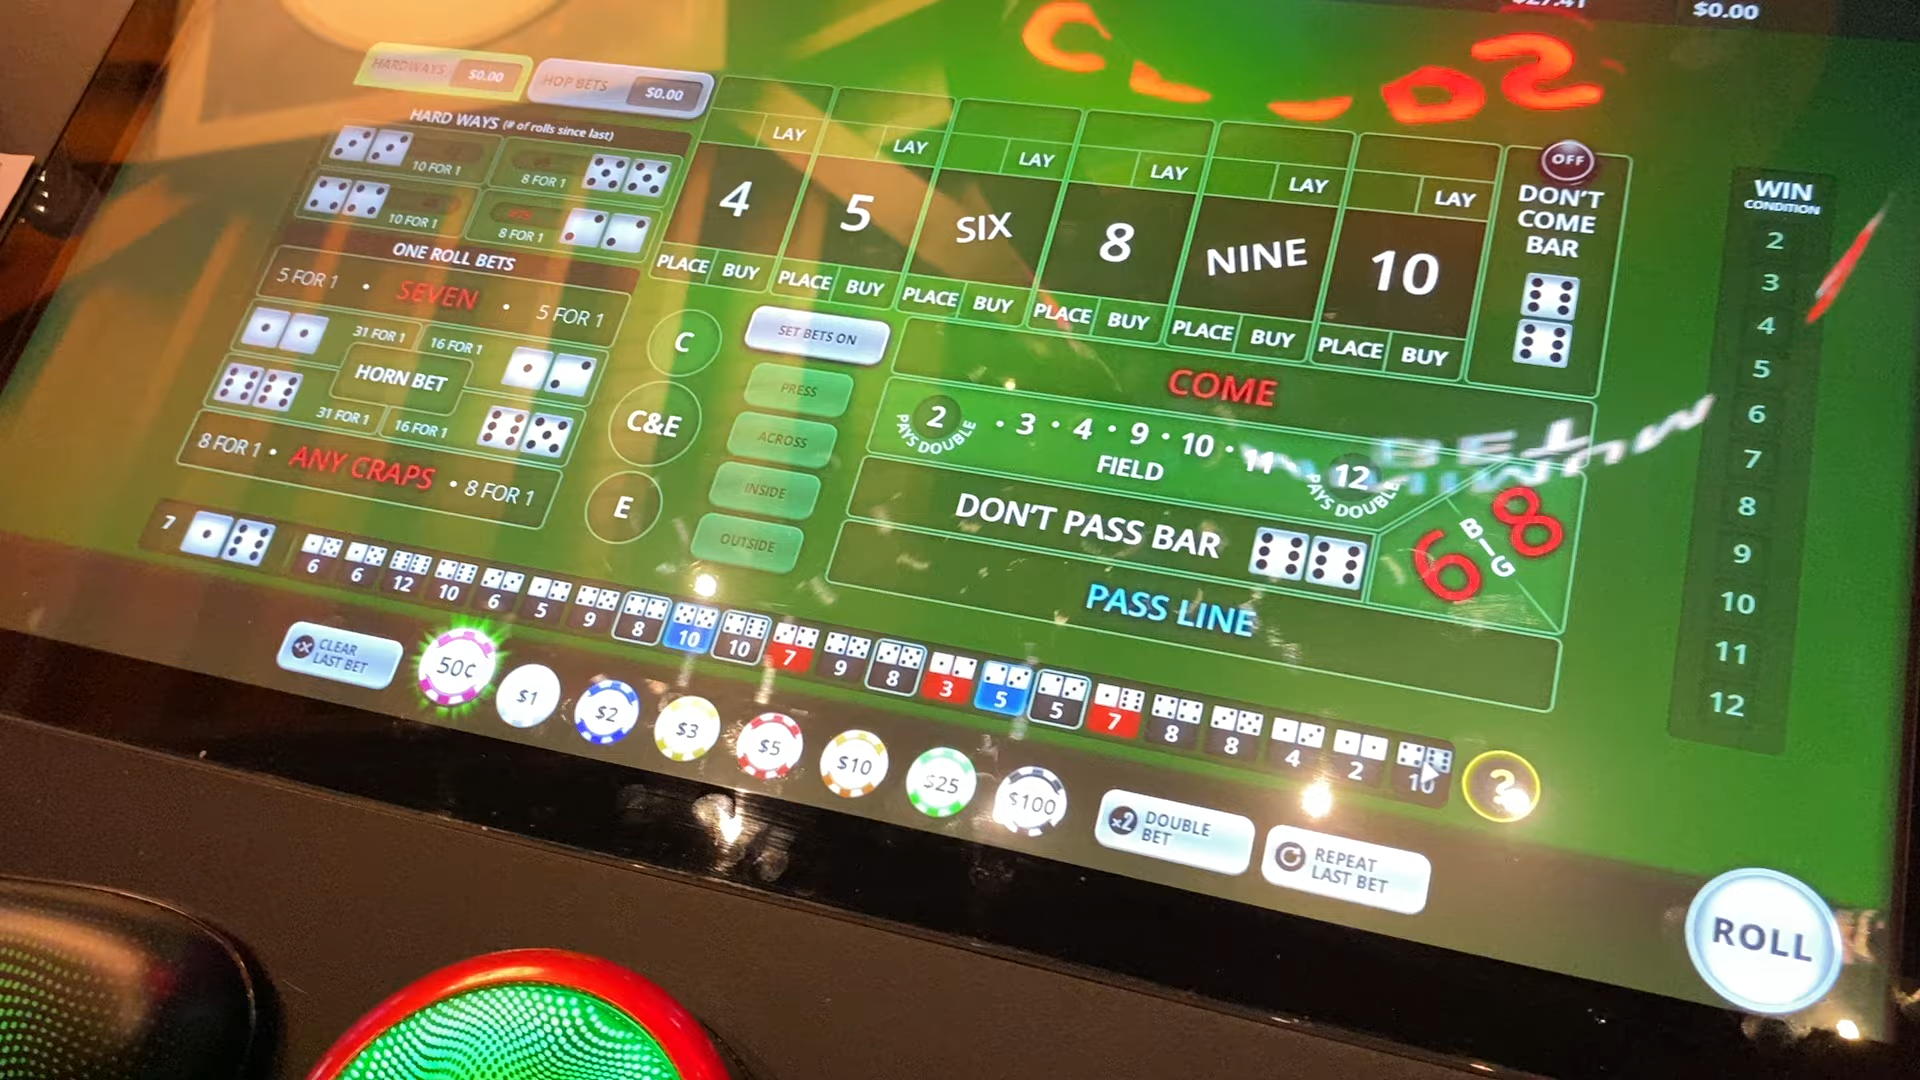 $27.41
$0.00
HARDWAYS $0.00
HOP BETS $0.00
HARD WAYS (# of rolls since last)
10 FOR 1
8 FOR 1
10 FOR 1
8 FOR 1
ONE ROLL BETS
5 FOR 1 • SEVEN • 5 FOR 1
31 FOR 1
16 FOR 1
HORN BET
31 FOR 1
16 FOR 1
8 FOR 1 • ANY CRAPS • 8 FOR 1
C
C&E
E
LAY LAY LAY LAY LAY LAY
4 5 SIX 8 NINE 10
PLACE BUY PLACE BUY PLACE BUY PLACE BUY PLACE BUY PLACE BUY
OFF
DON'T
COME
BAR
SET BETS ON
PRESS
ACROSS
INSIDE
OUTSIDE
COME
2 • 3 • 4 • 9 • 10 • 11 12
PAYS DOUBLE
FIELD
PAYS DOUBLE
DON'T PASS BAR
BIG
6 8
PASS LINE
WIN
CONDITION
2
3
4
5
6
7
8
9
10
11
12
7
6 6 12 10 6 5 9 8 10 10 7 9 8 3 5 5 7 8 8 4 2 10
?
CLEAR
LAST BET
50¢
$1
$2
$3
$5
$10
$25
$100
x2 DOUBLE
BET
REPEAT
LAST BET
ROLL